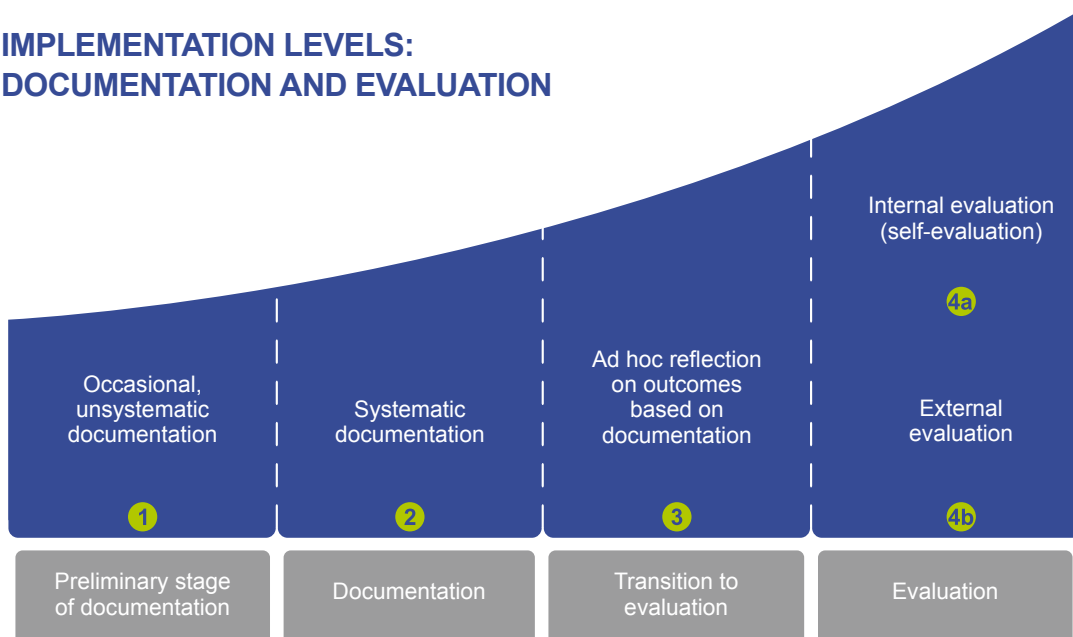 IMPLEMENTATION LEVELS:
DOCUMENTATION AND EVALUATION
Occasional,
unsystematic
documentation
1
Systematic
documentation
2
Ad hoc reflection
on outcomes
based on
documentation
3
Internal evaluation
(self-evaluation)
4a
External
evaluation
4b
Preliminary stage
of documentation
Documentation
Transition to
evaluation
Evaluation